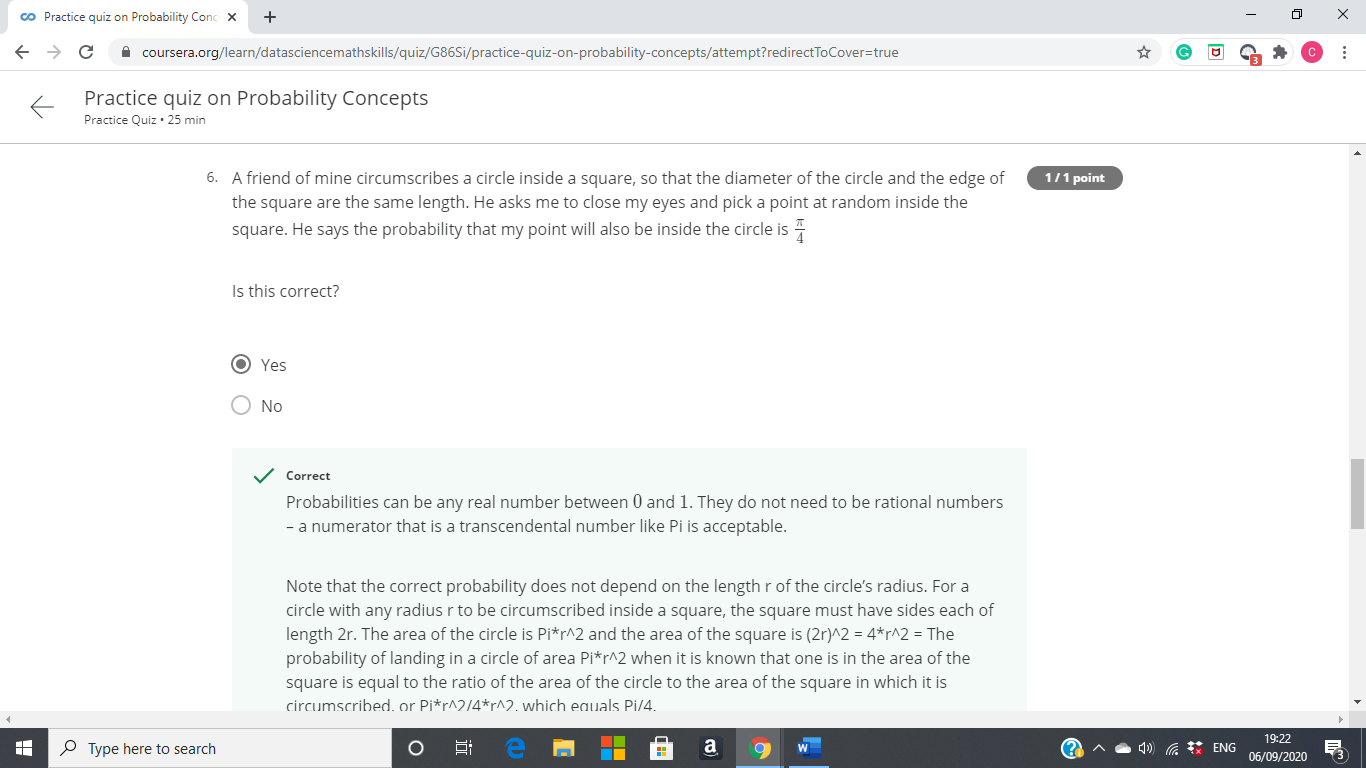 Practice quiz on Probability Conc
coursera.org/learn/datasciencemathskills/quiz/G86Si/practice-quiz-on-probability-concepts/attempt?redirectToCover=true
G
3
C
Practice quiz on Probability Concepts
Practice Quiz • 25 min
6. A friend of mine circumscribes a circle inside a square, so that the diameter of the circle and the edge of
1 / 1 point
the square are the same length. He asks me to close my eyes and pick a point at random inside the
square. He says the probability that my point will also be inside the circle is π/4
Is this correct?
Yes
No
Correct
Probabilities can be any real number between 0 and 1. They do not need to be rational numbers
– a numerator that is a transcendental number like Pi is acceptable.
Note that the correct probability does not depend on the length r of the circle's radius. For a
circle with any radius r to be circumscribed inside a square, the square must have sides each of
length 2r. The area of the circle is Pi*r^2 and the area of the square is (2r)^2 = 4*r^2 = The
probability of landing in a circle of area Pi*r^2 when it is known that one is in the area of the
square is equal to the ratio of the area of the circle to the area of the square in which it is
circumscribed, or Pi*r^2/4*r^2, which equals Pi/4.
Type here to search
a
W
ENG
19:22
06/09/2020
3